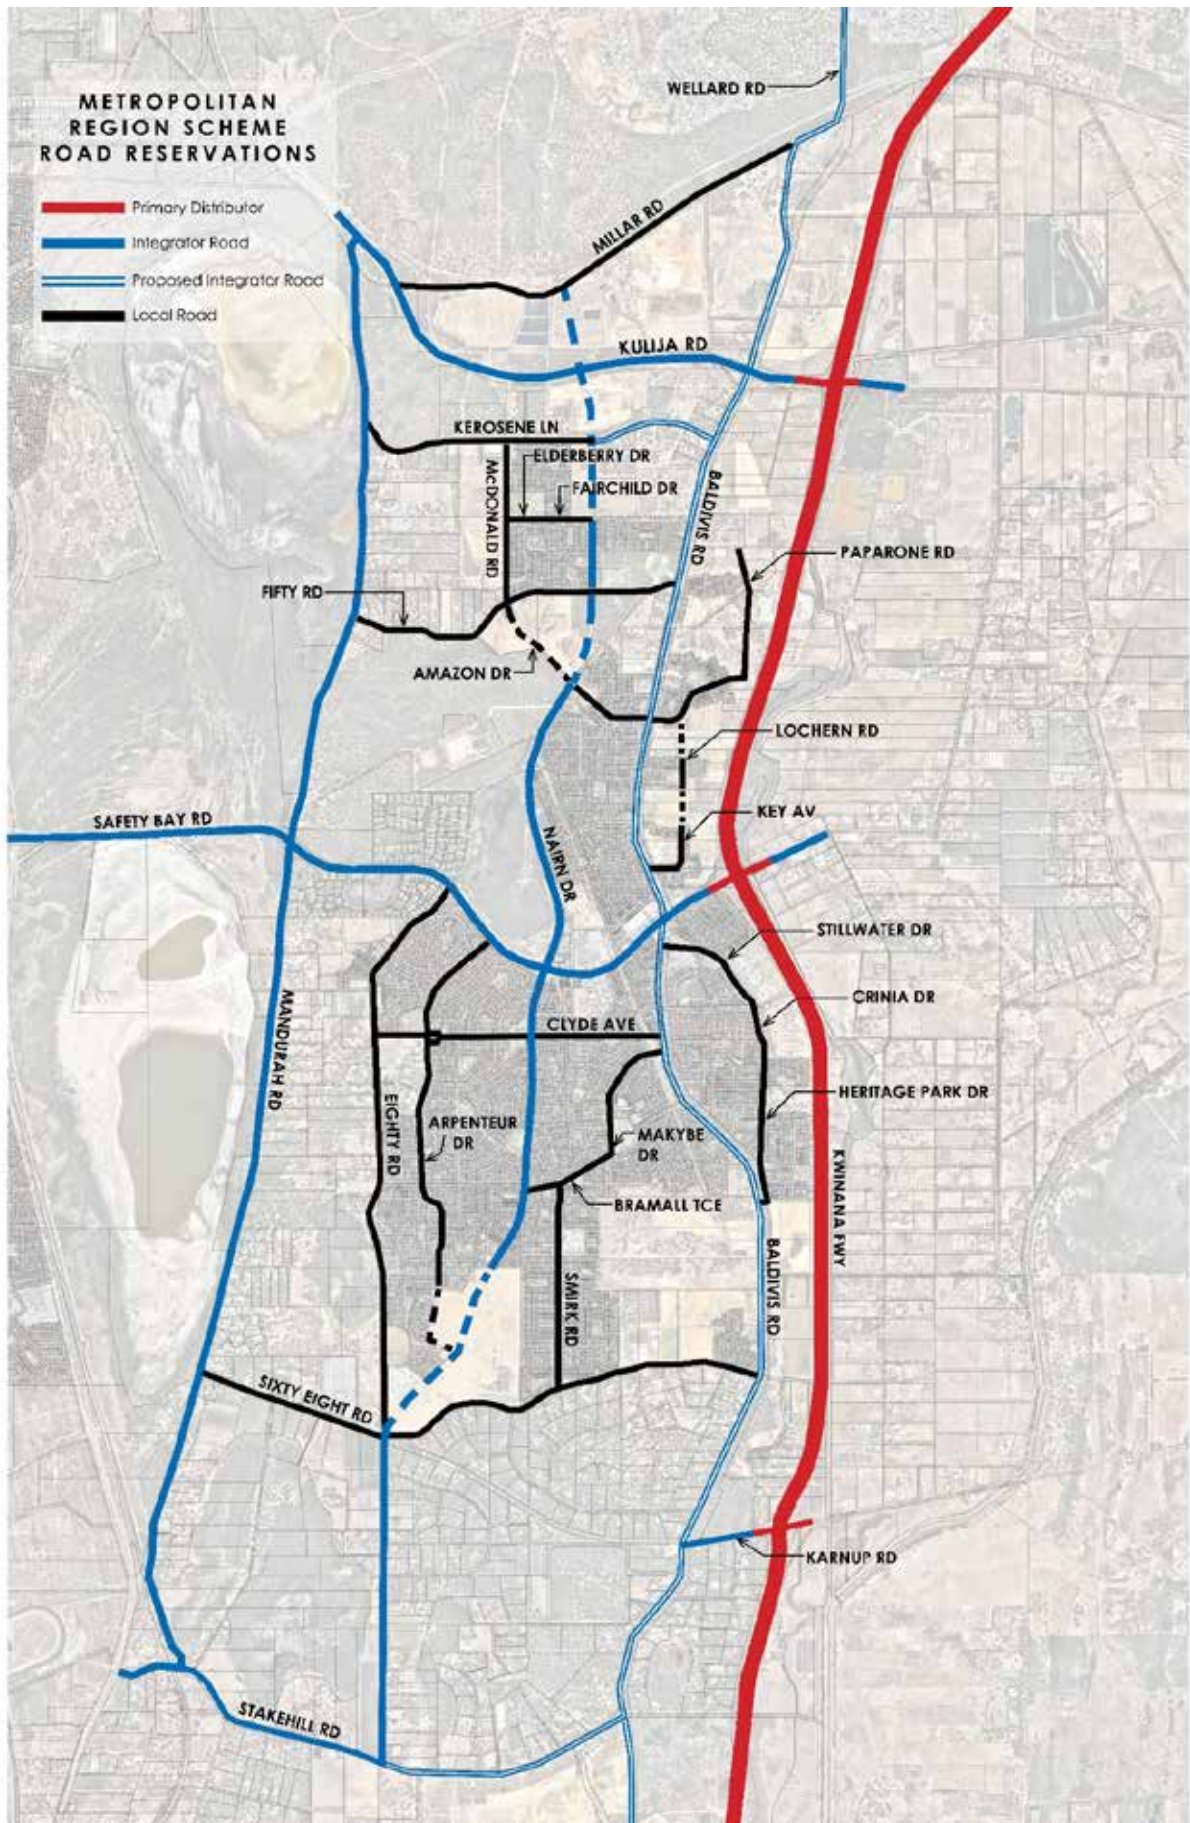 METROPOLITAN
REGION SCHEME
ROAD RESERVATIONS
Primary Distributor
Integrator Road
Proposed Integrator Road
Local Road
WELLARD RD
MILLAR RD
KULIJA RD
KEROSENE LN
ELDERBERRY DR
FAIRCHILD DR
McDONALD RD
BALDIVIS RD
PAPARONE RD
FIFTY RD
AMAZON DR
LOCHERN RD
KEY AV
SAFETY BAY RD
NAIRN DR
STILLWATER DR
CRINIA DR
MANDURAH RD
CLYDE AVE
HERITAGE PARK DR
EIGHTY RD
ARPENTEUR
DR
MAKYBE
DR
BRAMALL TCE
KWINANA FWY
BALDIVIS RD
SMIRK RD
SIXTY EIGHT RD
KARNUP RD
STAKEHILL RD